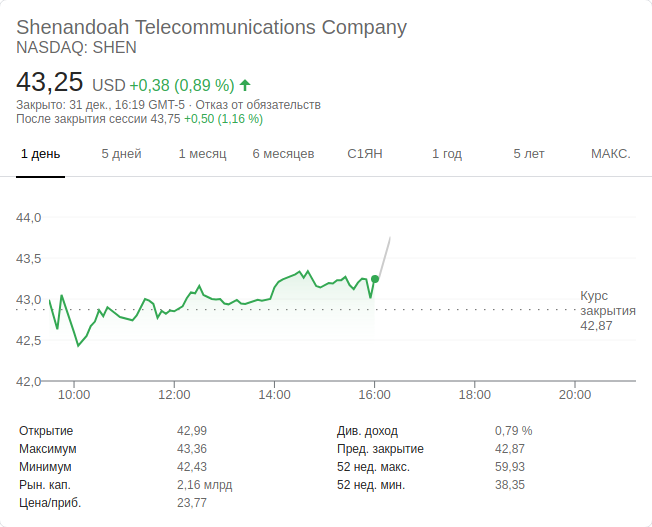 Shenandoah Telecommunications Company
NASDAQ: SHEN
43,25 USD +0,38 (0,89 %)
Закрыто: 31 дек., 16:19 GMT-5 · Отказ от обязательств
После закрытия сессии 43,75 +0,50 (1,16 %)
1 день 5 дней 1 месяц 6 месяцев С1ЯН 1 год 5 лет МАКС.
44,0
43,5
43,0
42,5
42,0
Курс
закрытия
42,87
10:00 12:00 14:00 16:00 18:00 20:00
Открытие 42,99 Див. доход 0,79 %
Максимум 43,36 Пред. закрытие 42,87
Минимум 42,43 52 нед. макс. 59,93
Рын. кап. 2,16 млрд 52 нед. мин. 38,35
Цена/приб. 23,77